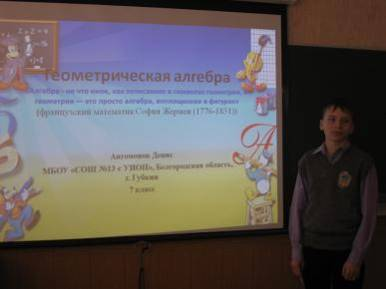 Геометрическая алгебра
«Алгебра - не что иное, как записанная в символах геометрия,
геометрия — это просто алгебра, воплощенная в фигурах»
(французский математик София Жермен (1776-1831))
Антомонов Денис
МБОУ «СОШ №13 с УИОП», Белгородская область,
г. Губкин
7 класс